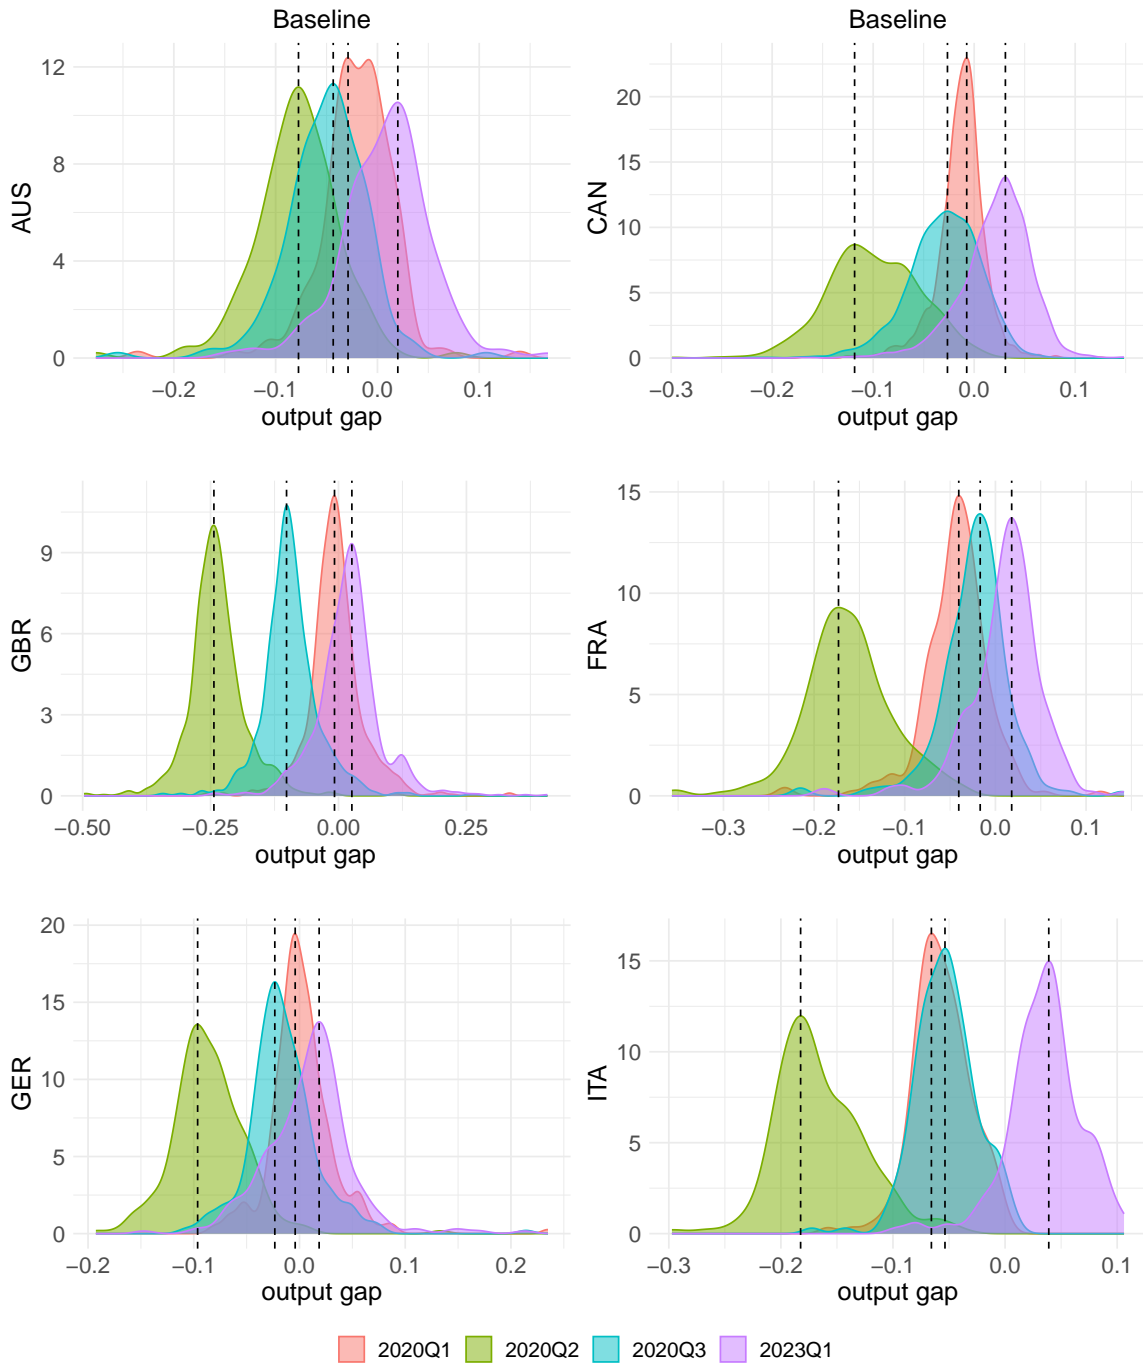 Baseline
Baseline
AUS
12
8
4
0
−0.2 −0.1 0.0 0.1
output gap
CAN
20
15
10
5
0
−0.3 −0.2 −0.1 0.0 0.1
output gap
GBR
9
6
3
0
−0.50 −0.25 0.00 0.25
output gap
FRA
15
10
5
0
−0.3 −0.2 −0.1 0.0 0.1
output gap
GER
20
15
10
5
0
−0.2 −0.1 0.0 0.1 0.2
output gap
ITA
15
10
5
0
−0.3 −0.2 −0.1 0.0 0.1
output gap
2020Q1 2020Q2 2020Q3 2023Q1